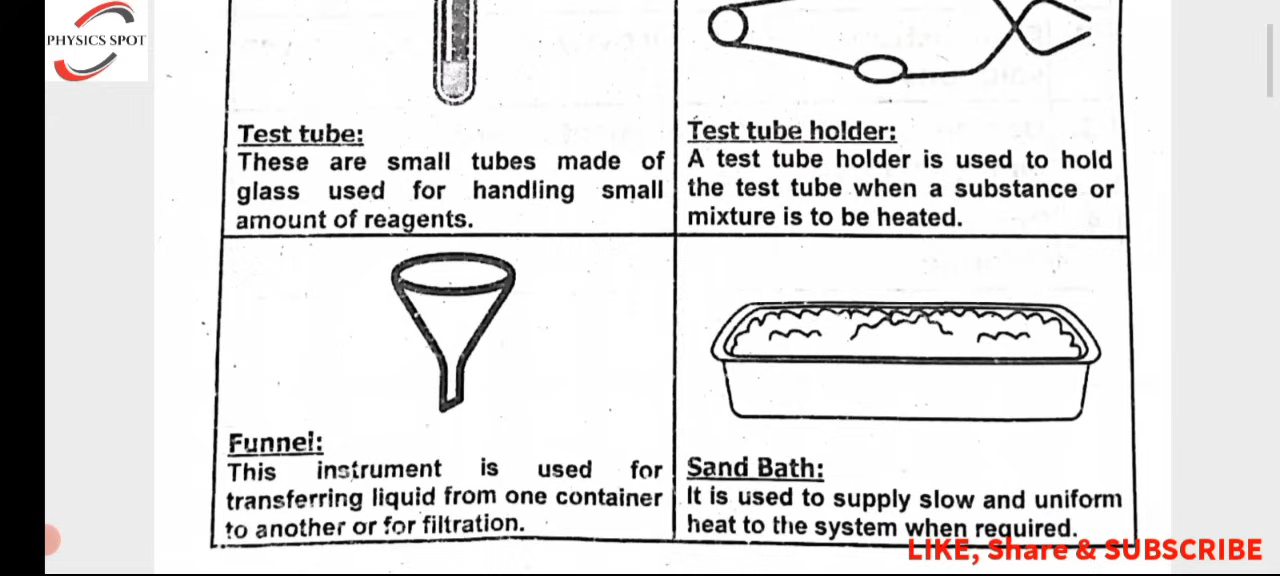 PHYSICS SPOT
Test tube:
These are small tubes made of
glass used for handling small
amount of reagents.
Test tube holder:
A test tube holder is used to hold
the test tube when a substance or
mixture is to be heated.
Funnel:
This instrument is used for
transferring liquid from one container
to another or for filtration.
Sand Bath:
It is used to supply slow and uniform
heat to the system when required.
LIKE, Share & SUBSCRIBE